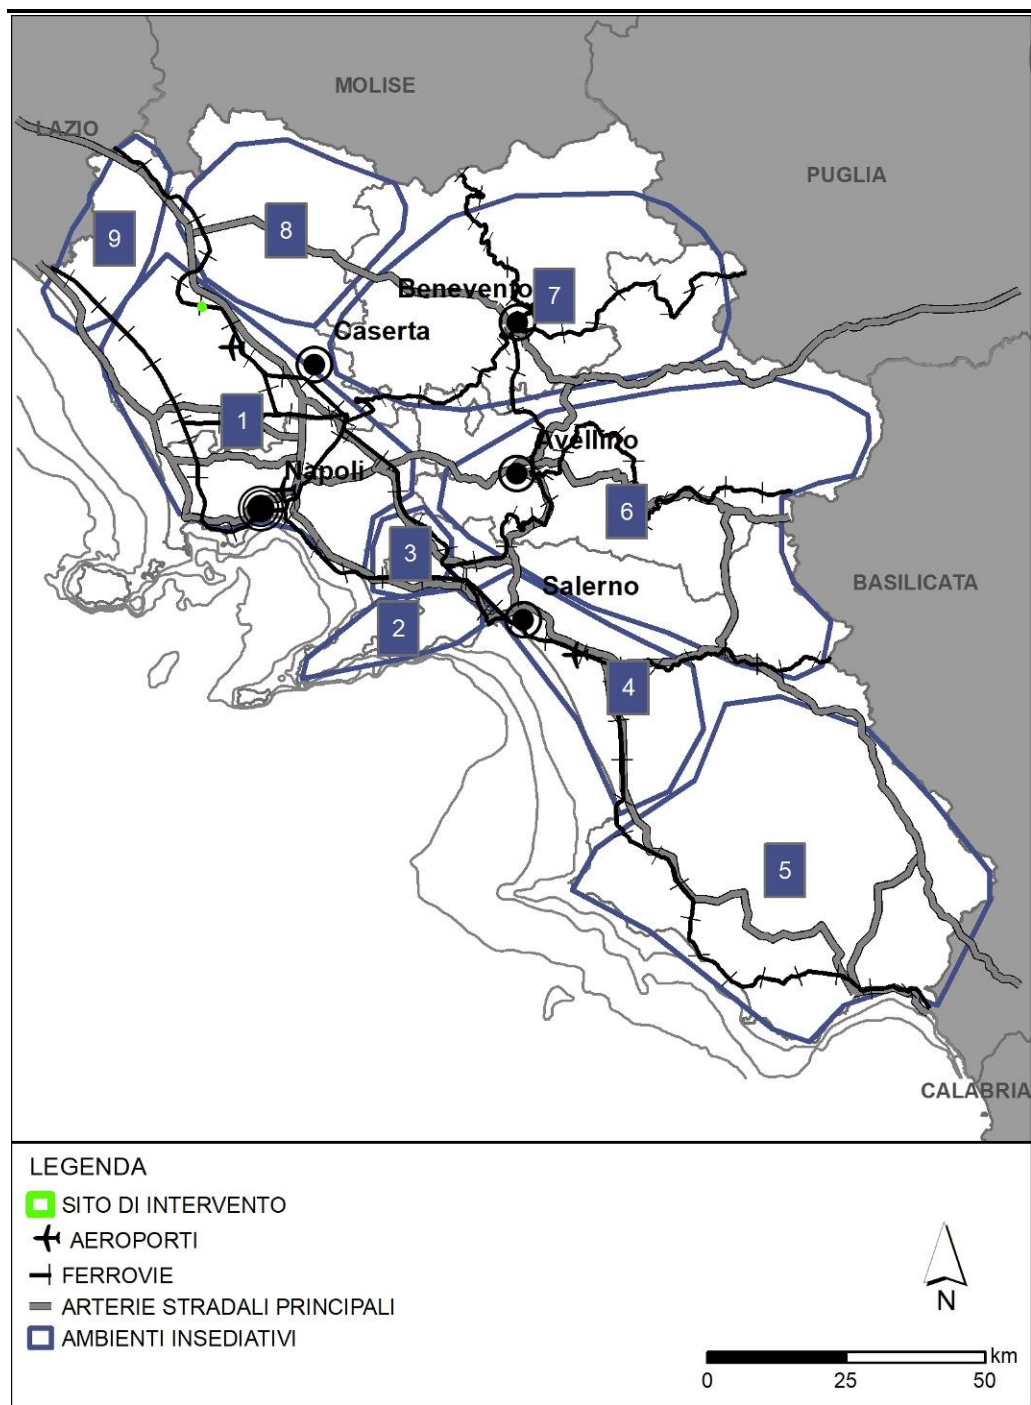 MOLISE
LAZIO
PUGLIA
9
8
7
Benevento
Caserta
1
Avellino
Napoli
6
3
BASILICATA
Salerno
2
4
5
CALABRIA
LEGENDA
SITO DI INTERVENTO
AEROPORTI
FERROVIE
ARTERIE STRADALI PRINCIPALI
AMBIENTI INSEDIATIVI
N
km
0 25 50